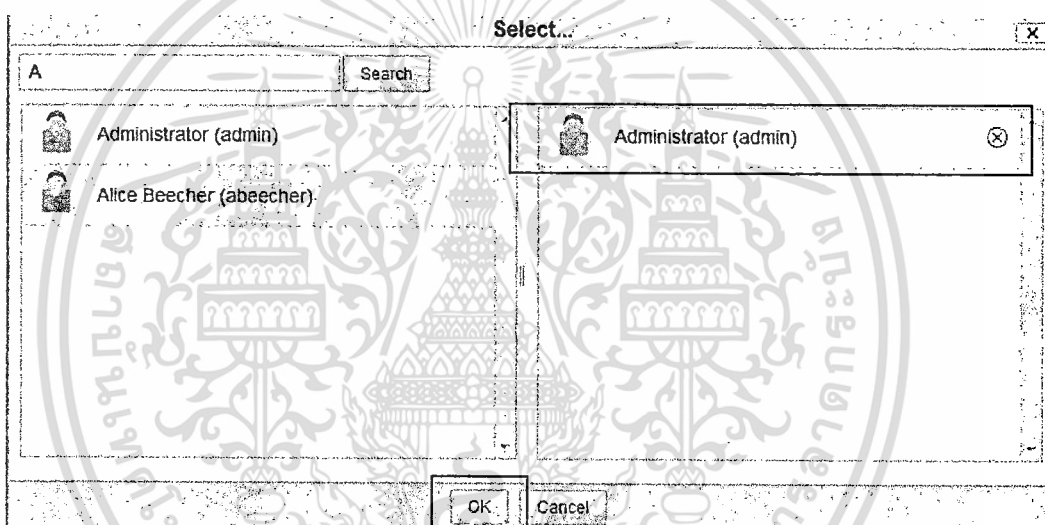 Select...
A
Search
Administrator (admin)
Alice Beecher (abeecher)
Administrator (admin)
OK
Cancel